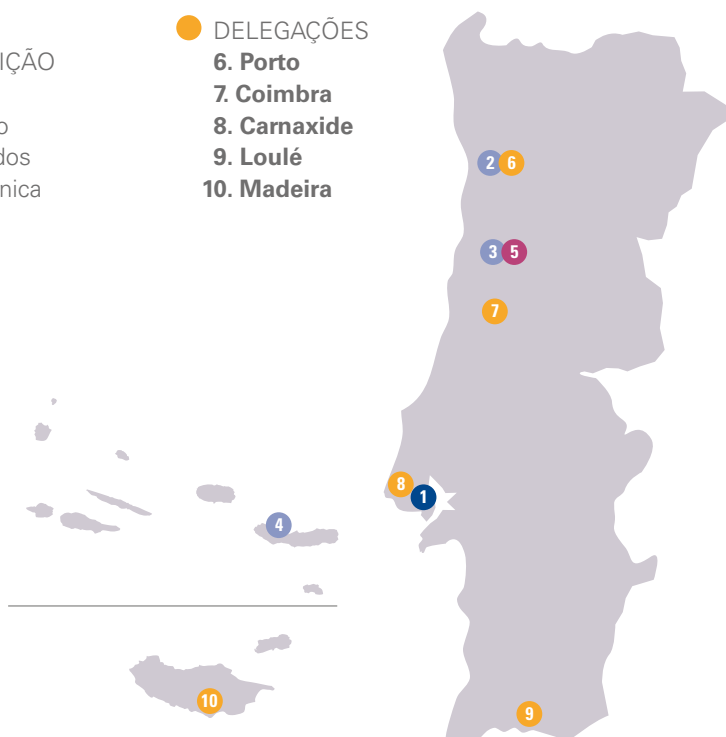 DELEGAÇÕES
IÇÃO
6. Porto
7. Coimbra
o
8. Carnaxide
dos
9. Loulé
nica
10. Madeira
2 6
3 5
7
8
1
4
10
9